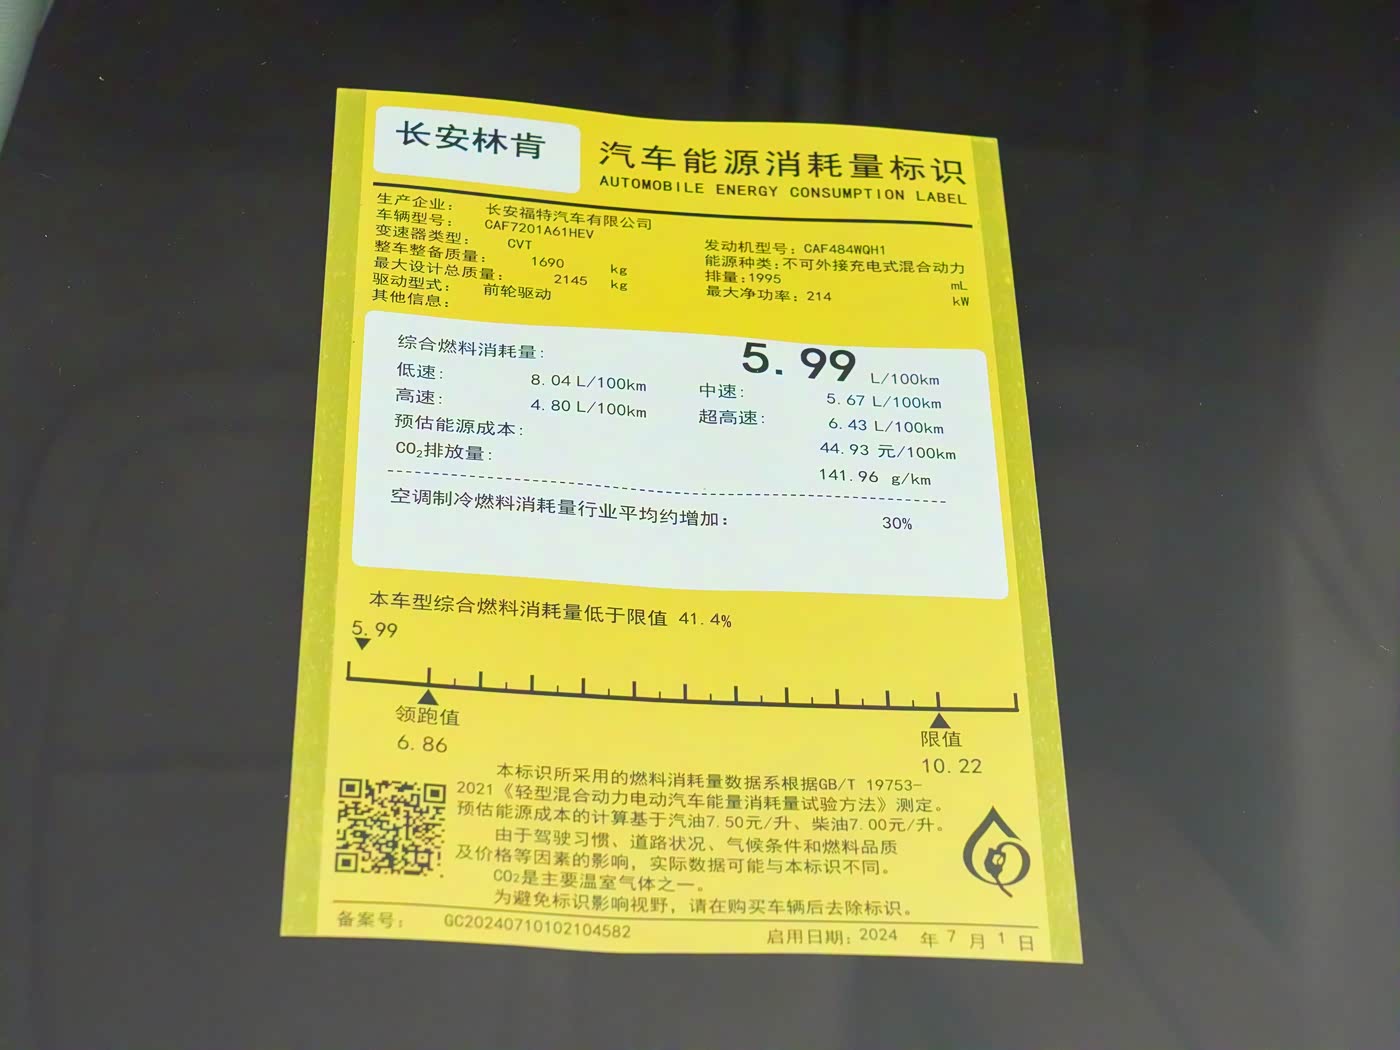 长安林肯
汽车能源消耗量标识
AUTOMOBILE ENERGY CONSUMPTION LABEL
生产企业: 长安福特汽车有限公司
车辆型号: CAF7201A61HEV
变速器类型: CVT
整车整备质量: 1690 kg
最大设计总质量: 2145 kg
驱动型式: 前轮驱动
其他信息:
发动机型号: CAF484WQH1
能源种类: 不可外接充电式混合动力
排量: 1995 mL
最大净功率: 214 kW
综合燃料消耗量: 5.99 L/100km
低速: 8.04 L/100km 中速: 5.67 L/100km
高速: 4.80 L/100km 超高速: 6.43 L/100km
预估能源成本: 44.93 元/100km
CO₂排放量: 141.96 g/km
空调制冷燃料消耗量行业平均约增加: 30%
本车型综合燃料消耗量低于限值 41.4%
5.99
领跑值
6.86
限值
10.22
本标识所采用的燃料消耗量数据系根据GB/T 19753-
2021《轻型混合动力电动汽车能量消耗量试验方法》测定。
预估能源成本的计算基于汽油7.50元/升、柴油7.00元/升。
由于驾驶习惯、道路状况、气候条件和燃料品质
及价格等因素的影响，实际数据可能与本标识不同。
CO₂是主要温室气体之一。
为避免标识影响视野，请在购买车辆后去除标识。
备案号: GC20240710102104582
启用日期: 2024 年 7 月 1 日